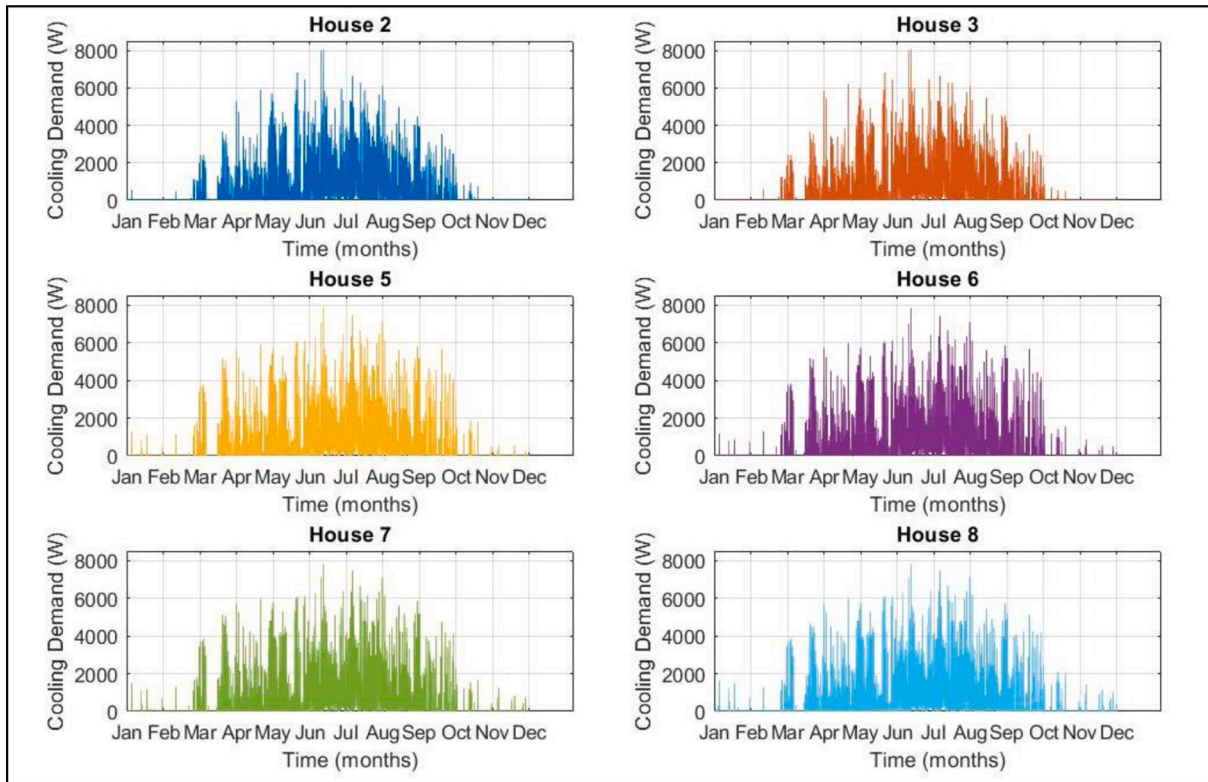 House 2
Cooling Demand (W)
8000
6000
4000
2000
0
Jan Feb Mar Apr May Jun Jul Aug Sep Oct Nov Dec
Time (months)
House 3
Cooling Demand (W)
8000
6000
4000
2000
0
Jan Feb Mar Apr May Jun Jul Aug Sep Oct Nov Dec
Time (months)
House 5
Cooling Demand (W)
8000
6000
4000
2000
0
Jan Feb Mar Apr May Jun Jul Aug Sep Oct Nov Dec
Time (months)
House 6
Cooling Demand (W)
8000
6000
4000
2000
0
Jan Feb Mar Apr May Jun Jul Aug Sep Oct Nov Dec
Time (months)
House 7
Cooling Demand (W)
8000
6000
4000
2000
0
Jan Feb Mar Apr May Jun Jul Aug Sep Oct Nov Dec
Time (months)
House 8
Cooling Demand (W)
8000
6000
4000
2000
0
Jan Feb Mar Apr May Jun Jul Aug Sep Oct Nov Dec
Time (months)